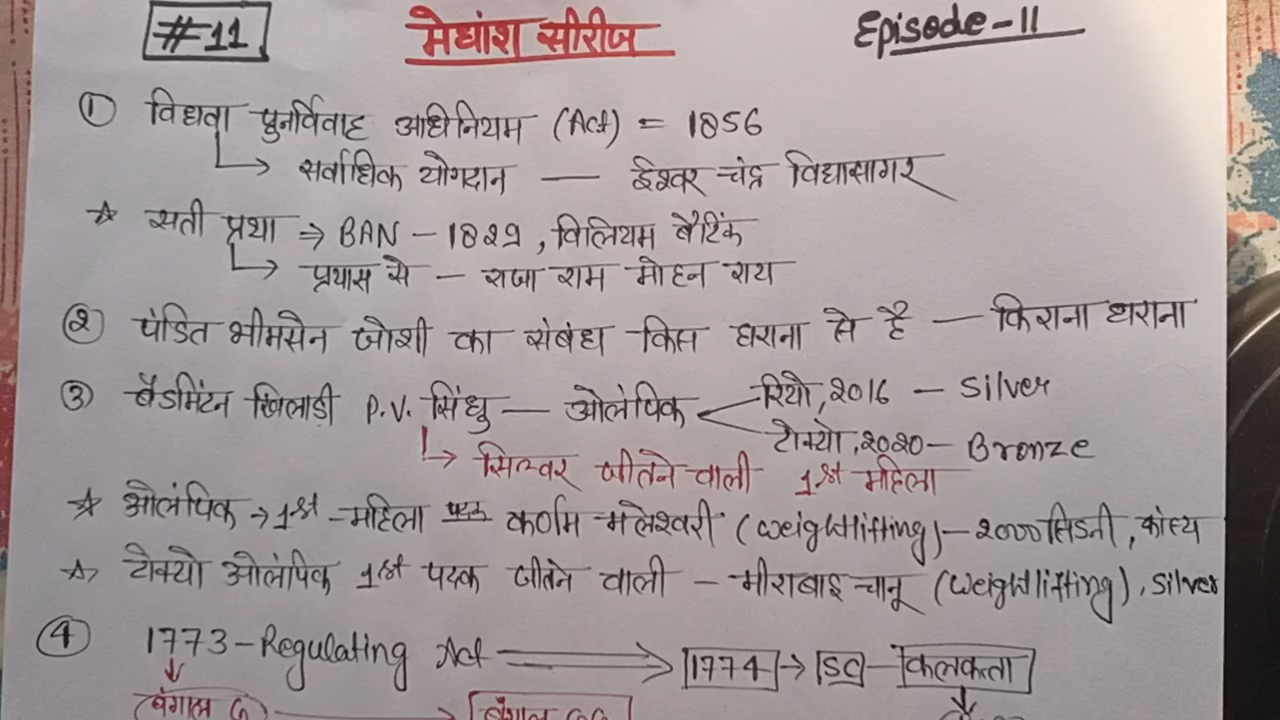 #11 मेधांश सीरीज Episode-11
① विधवा पुनर्विवाह अधिनियम (Act) = 1856
↳ सर्वाधिक योगदान — ईश्वर चंद्र विद्यासागर
☆ सती प्रथा ⇒ BAN - 1829, विलियम बैंटिंक
↳ प्रयास से - राजा राम मोहन राय
② पंडित भीमसेन जोशी का संबंध किस घराना से है — किराना घराना
③ बैडमिंटन खिलाड़ी P.V. सिंधु — ओलंपिक रियो, 2016 - Silver
टोक्यो, 2020 - Bronze
↳ सिल्वर जीतने वाली 1st महिला
☆ ओलंपिक → 1st - महिला पदक कर्णम मलेश्वरी (Weightlifting) - 2000 सिडनी, कांस्य
☆ टोक्यो ओलंपिक 1st पदक जीतने वाली - मीराबाइ चानू (Weightlifting), Silver
④ 1773 - Regulating Act ⇒ 1774 → SC - कलकत्ता
बंगाल G → बंगाल GG